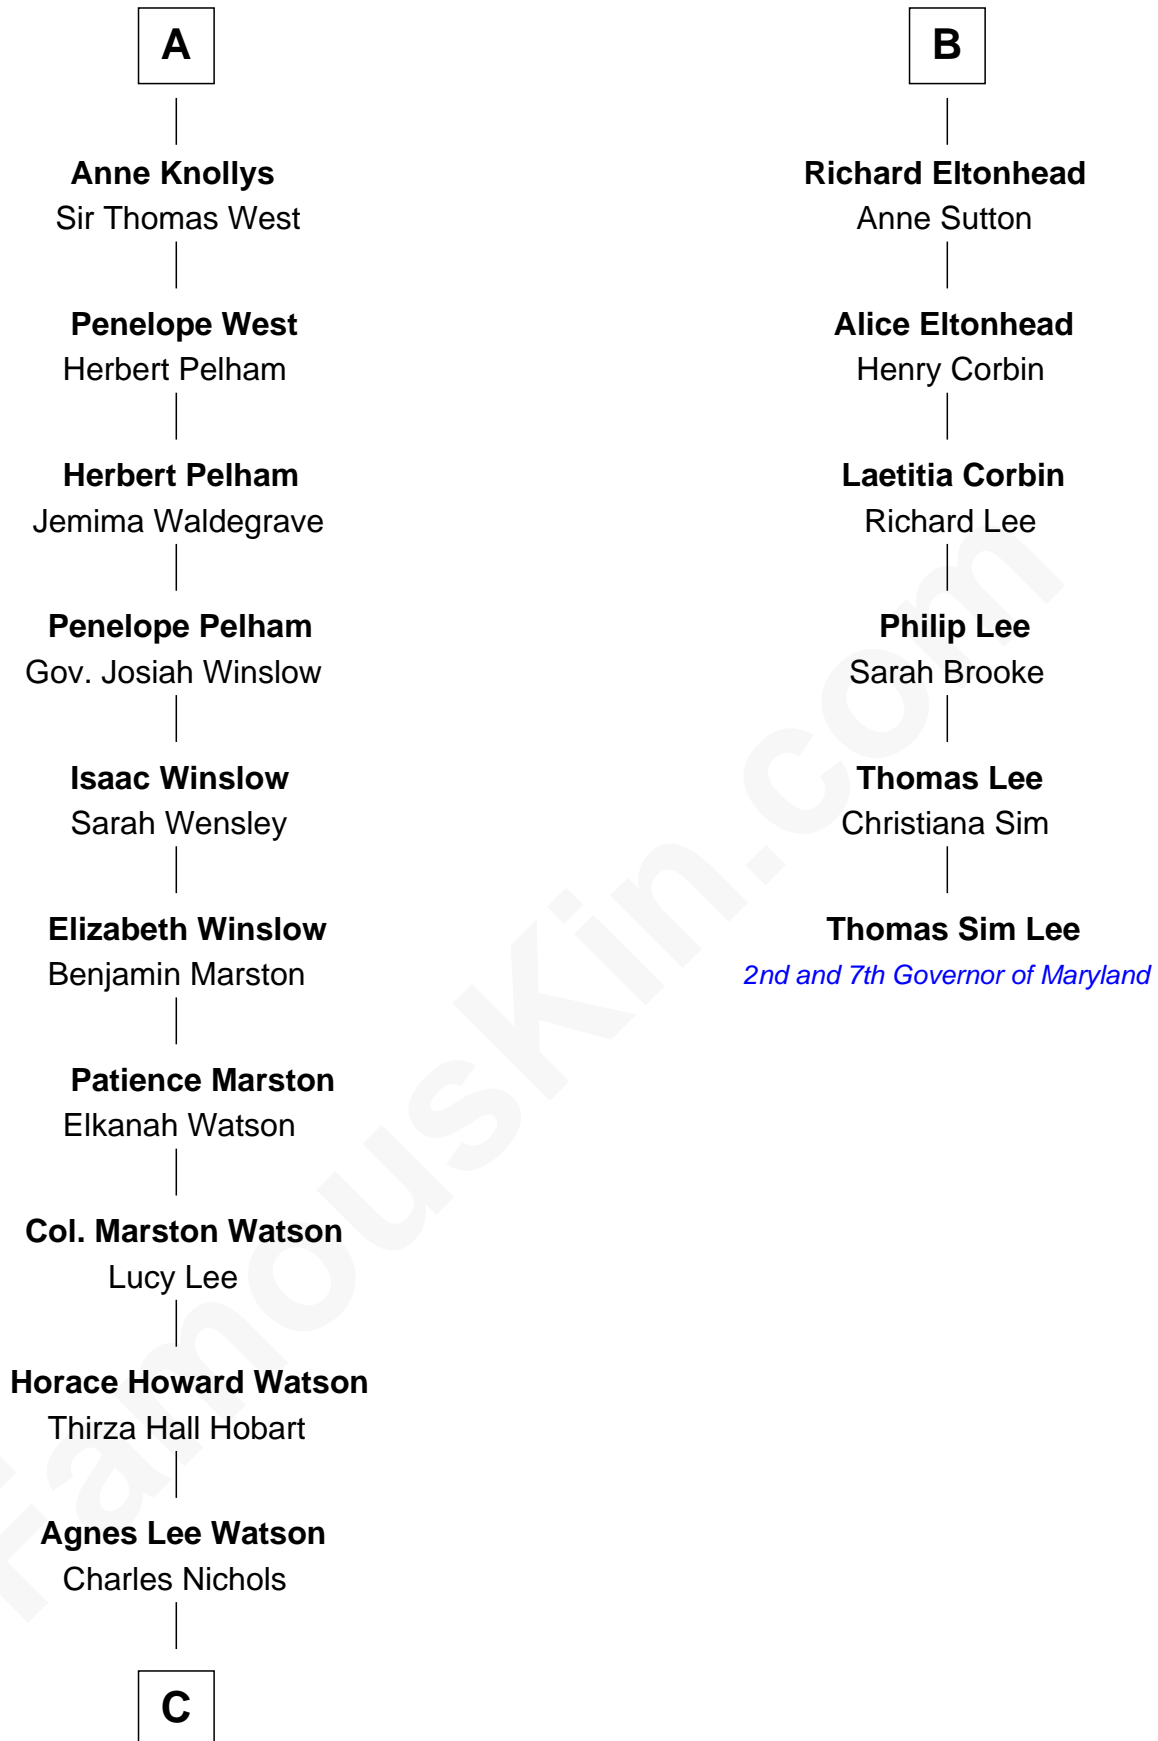 A
Anne Knollys
Sir Thomas West
Penelope West
Herbert Pelham
Herbert Pelham
Jemima Waldegrave
Penelope Pelham
Gov. Josiah Winslow
Isaac Winslow
Sarah Wensley
Elizabeth Winslow
Benjamin Marston
Patience Marston
Elkanah Watson
Col. Marston Watson
Lucy Lee
Horace Howard Watson
Thirza Hall Hobart
Agnes Lee Watson
Charles Nichols
C
B
Richard Eltonhead
Anne Sutton
Alice Eltonhead
Henry Corbin
Laetitia Corbin
Richard Lee
Philip Lee
Sarah Brooke
Thomas Lee
Christiana Sim
Thomas Sim Lee
2nd and 7th Governor of Maryland
FamousKin.com